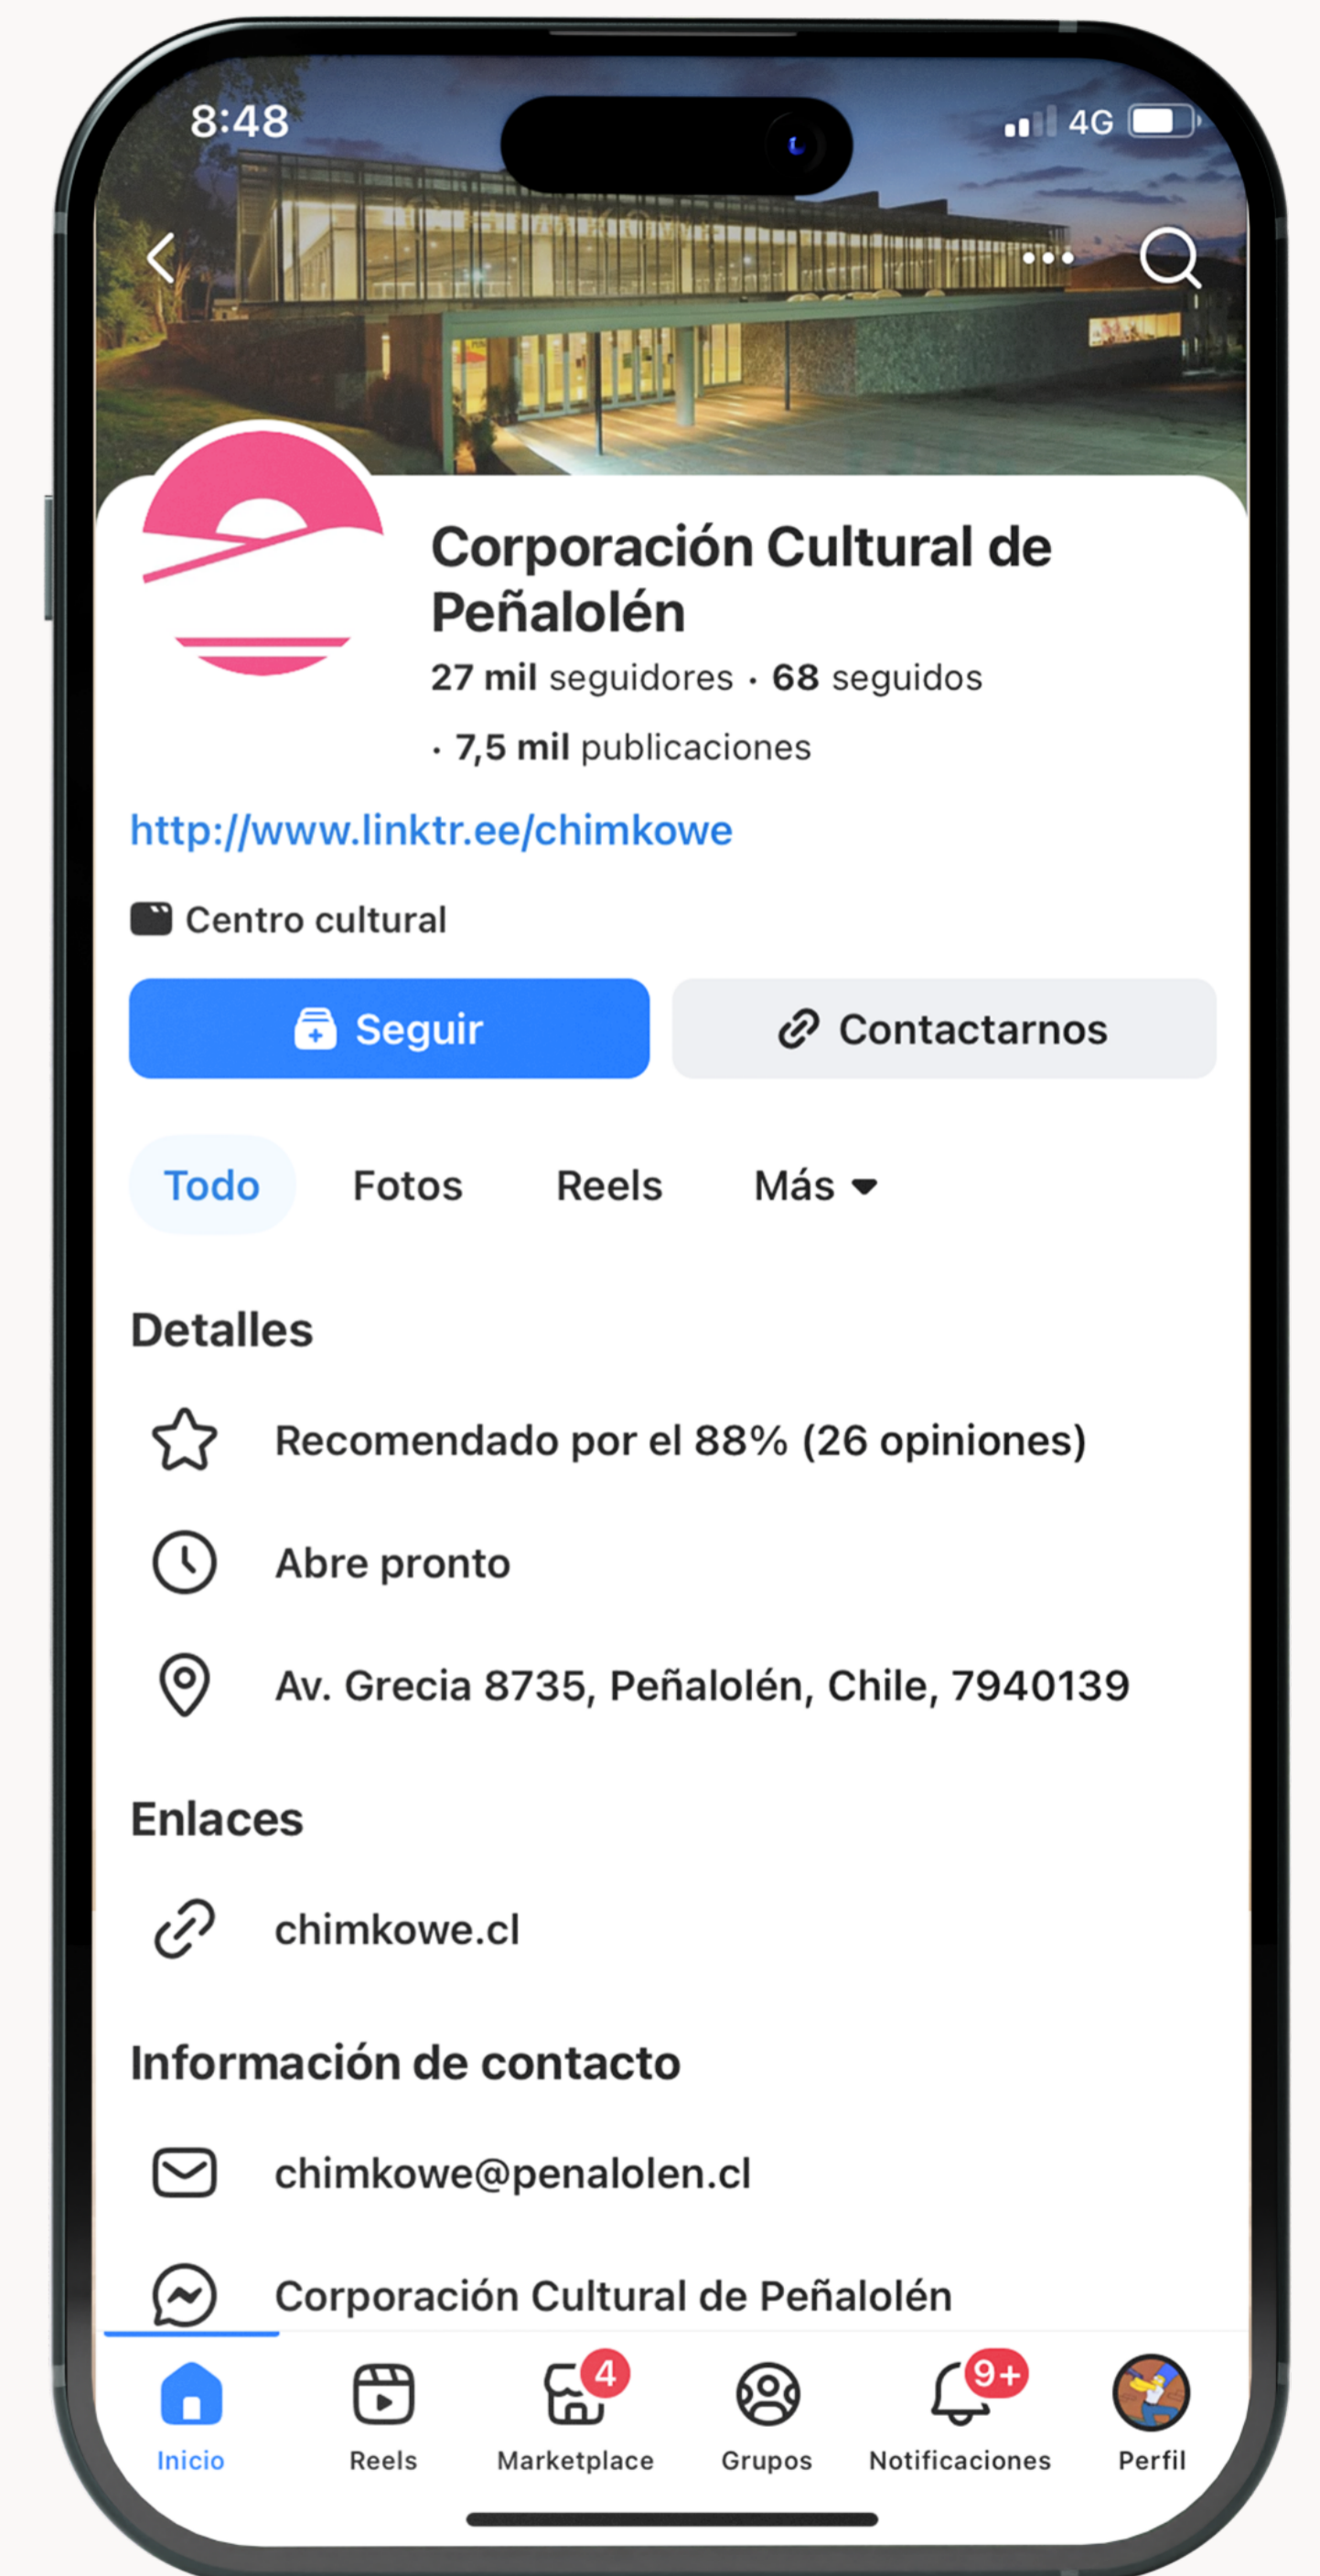 8:48
4G
CHIMKOWE
Corporación Cultural de
Peñalolén
27 mil seguidores · 68 seguidos
· 7,5 mil publicaciones
http://www.linktr.ee/chimkowe
Centro cultural
Seguir
Contactarnos
Todo
Fotos
Reels
Más
Detalles
Recomendado por el 88% (26 opiniones)
Abre pronto
Av. Grecia 8735, Peñalolén, Chile, 7940139
Enlaces
chimkowe.cl
Información de contacto
chimkowe@penalolen.cl
Corporación Cultural de Peñalolén
4
9+
Inicio
Reels
Marketplace
Grupos
Notificaciones
Perfil